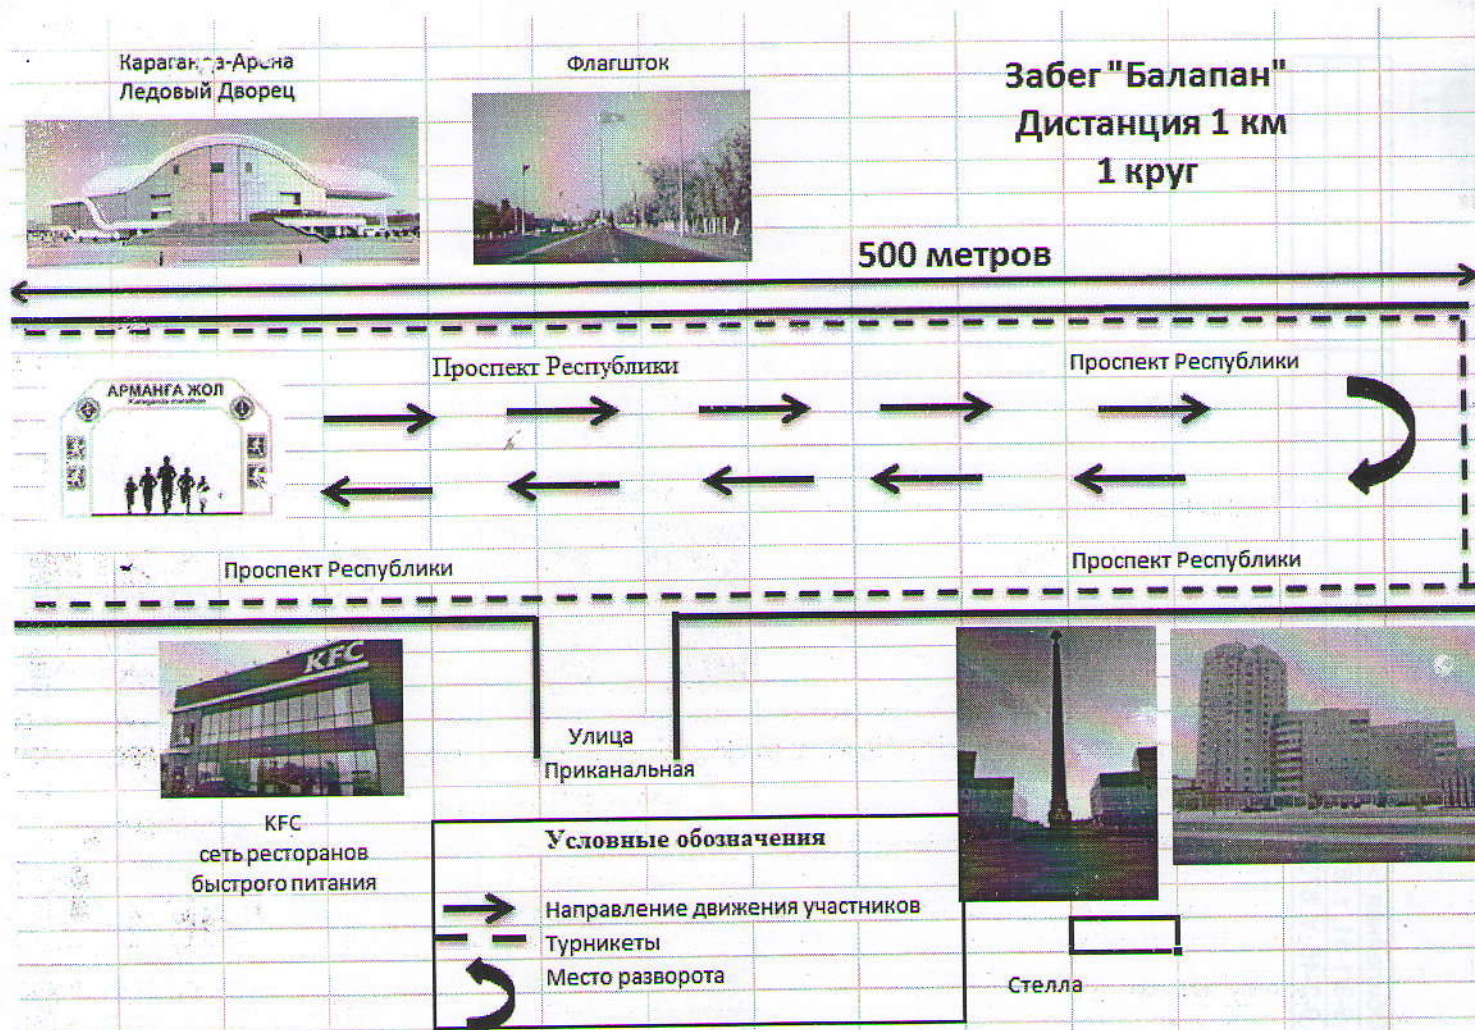 Караганда-Арена
Ледовый Дворец
Флагшток
Забег "Балапан"
Дистанция 1 км
1 круг
500 метров
Проспект Республики
Проспект Республики
АРМАНҒА ЖОЛ
Karaganda marathon
Проспект Республики
Проспект Республики
KFC
Улица
Приканальная
KFC
сеть ресторанов
быстрого питания
Условные обозначения
Направление движения участников
Турникеты
Место разворота
Стелла